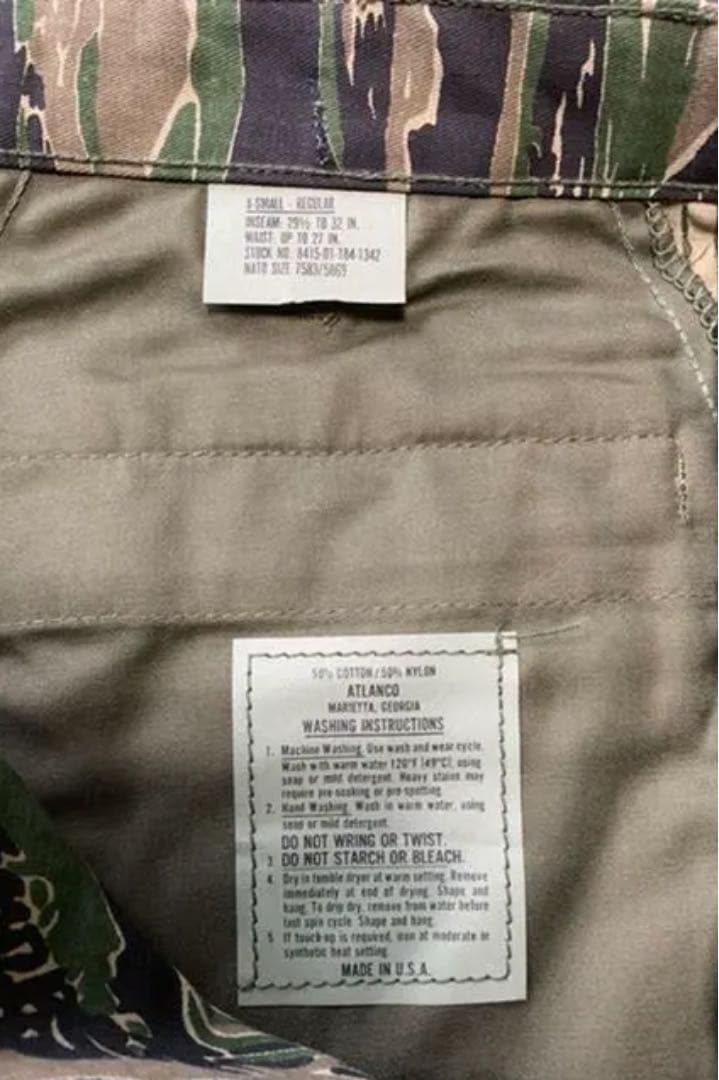 X-SMALL - REGULAR
INSEAM: 29½ TO 32 IN.
WAIST: UP TO 27 IN.
STOCK NO. 8415-01-184-1342
NATO SIZE 7583/5869
50% COTTON/50% NYLON
ATLANCO
MARIETTA, GEORGIA
WASHING INSTRUCTIONS
1. Machine Washing. Use wash and wear cycle.
Wash with warm water 120°F (49°C), using
soap or mild detergent. Heavy stains may
require pre-soaking or pre-spotting.
2. Hand Washing. Wash in warm water, using
soap or mild detergent.
DO NOT WRING OR TWIST.
3. DO NOT STARCH OR BLEACH.
4. Dry in tumble dryer at warm setting. Remove
immediately at end of drying. Shape and
hang. To drip dry, remove from water before
last spin cycle. Shape and hang.
5. If touch-up is required, iron at moderate or
synthetic heat setting.
MADE IN U.S.A.